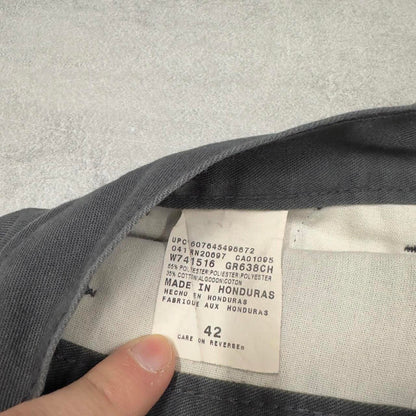 UPC 607645498672
041 RN20697 CA01095
W741516 GR638CH
65% POLYESTER POLIESTER POLYESTER
35% COTTON ALGODON COTON
MADE IN HONDURAS
HECHO EN HONDURAS
FABRIQUE AUX HONDURAS
42
CARE ON REVERSE